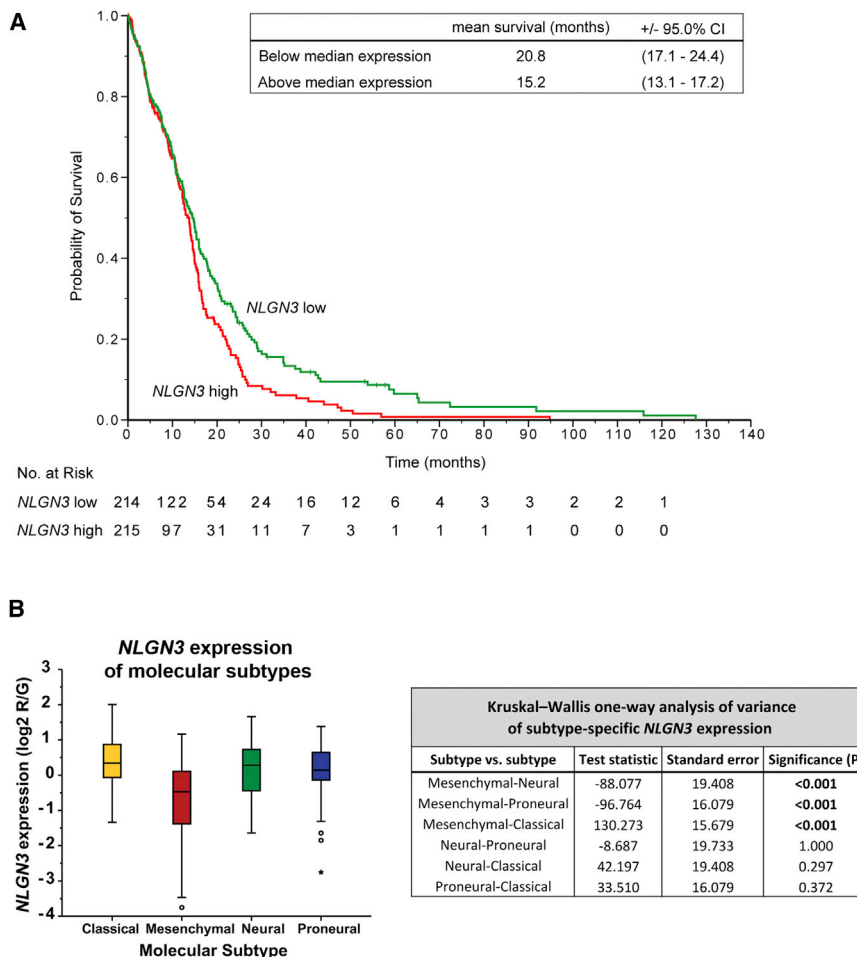 A
mean survival (months) +/- 95.0% CI
Below median expression 20.8 (17.1 - 24.4)
Above median expression 15.2 (13.1 - 17.2)
1.0
0.8
0.6
0.4
0.2
0.0
Probability of Survival
NLGN3 low
NLGN3 high
0 10 20 30 40 50 60 70 80 90 100 110 120 130 140
Time (months)
No. at Risk
NLGN3 low 214 122 54 24 16 12 6 4 3 3 2 2 1
NLGN3 high 215 97 31 11 7 3 1 1 1 1 0 0 0
B
NLGN3 expression
of molecular subtypes
NLGN3 expression (log2 R/G)
3
2
1
0
-1
-2
-3
-4
Classical Mesenchymal Neural Proneural
Molecular Subtype
Kruskal–Wallis one-way analysis of variance
of subtype-specific NLGN3 expression
Subtype vs. subtype Test statistic Standard error Significance (P
Mesenchymal-Neural -88.077 19.408 <0.001
Mesenchymal-Proneural -96.764 16.079 <0.001
Mesenchymal-Classical 130.273 15.679 <0.001
Neural-Proneural -8.687 19.733 1.000
Neural-Classical 42.197 19.408 0.297
Proneural-Classical 33.510 16.079 0.372